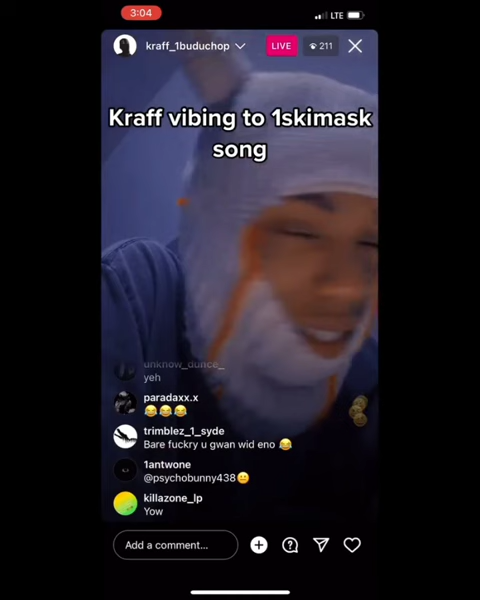 3:04
LTE
kraff_1buduchop
LIVE
211
Kraff vibing to 1skimask
song
unknow_dunce_
yeh
paradaxx.x
😂😂😂
trimblez_1_syde
Bare fuckry u gwan wid eno 😂
1antwone
@psychobunny438😐
killazone_lp
Yow
Add a comment...